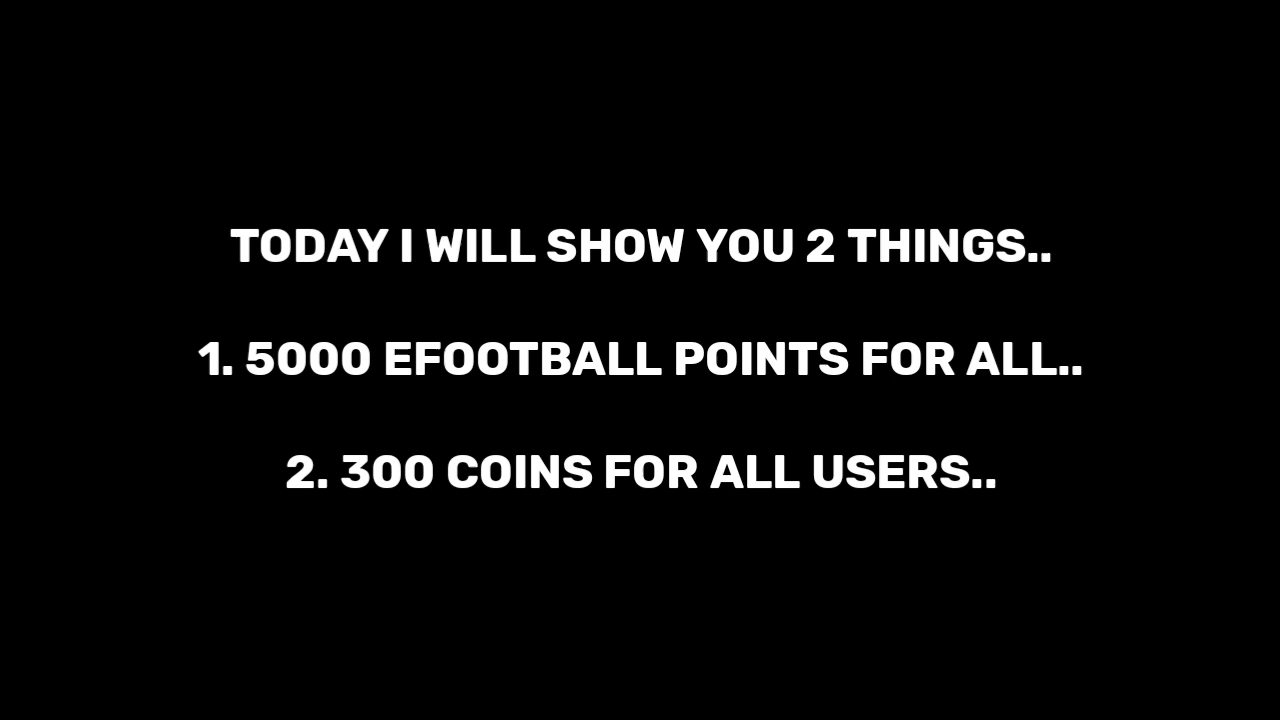 TODAY I WILL SHOW YOU 2 THINGS..
1. 5000 EFOOTBALL POINTS FOR ALL..
2. 300 COINS FOR ALL USERS..